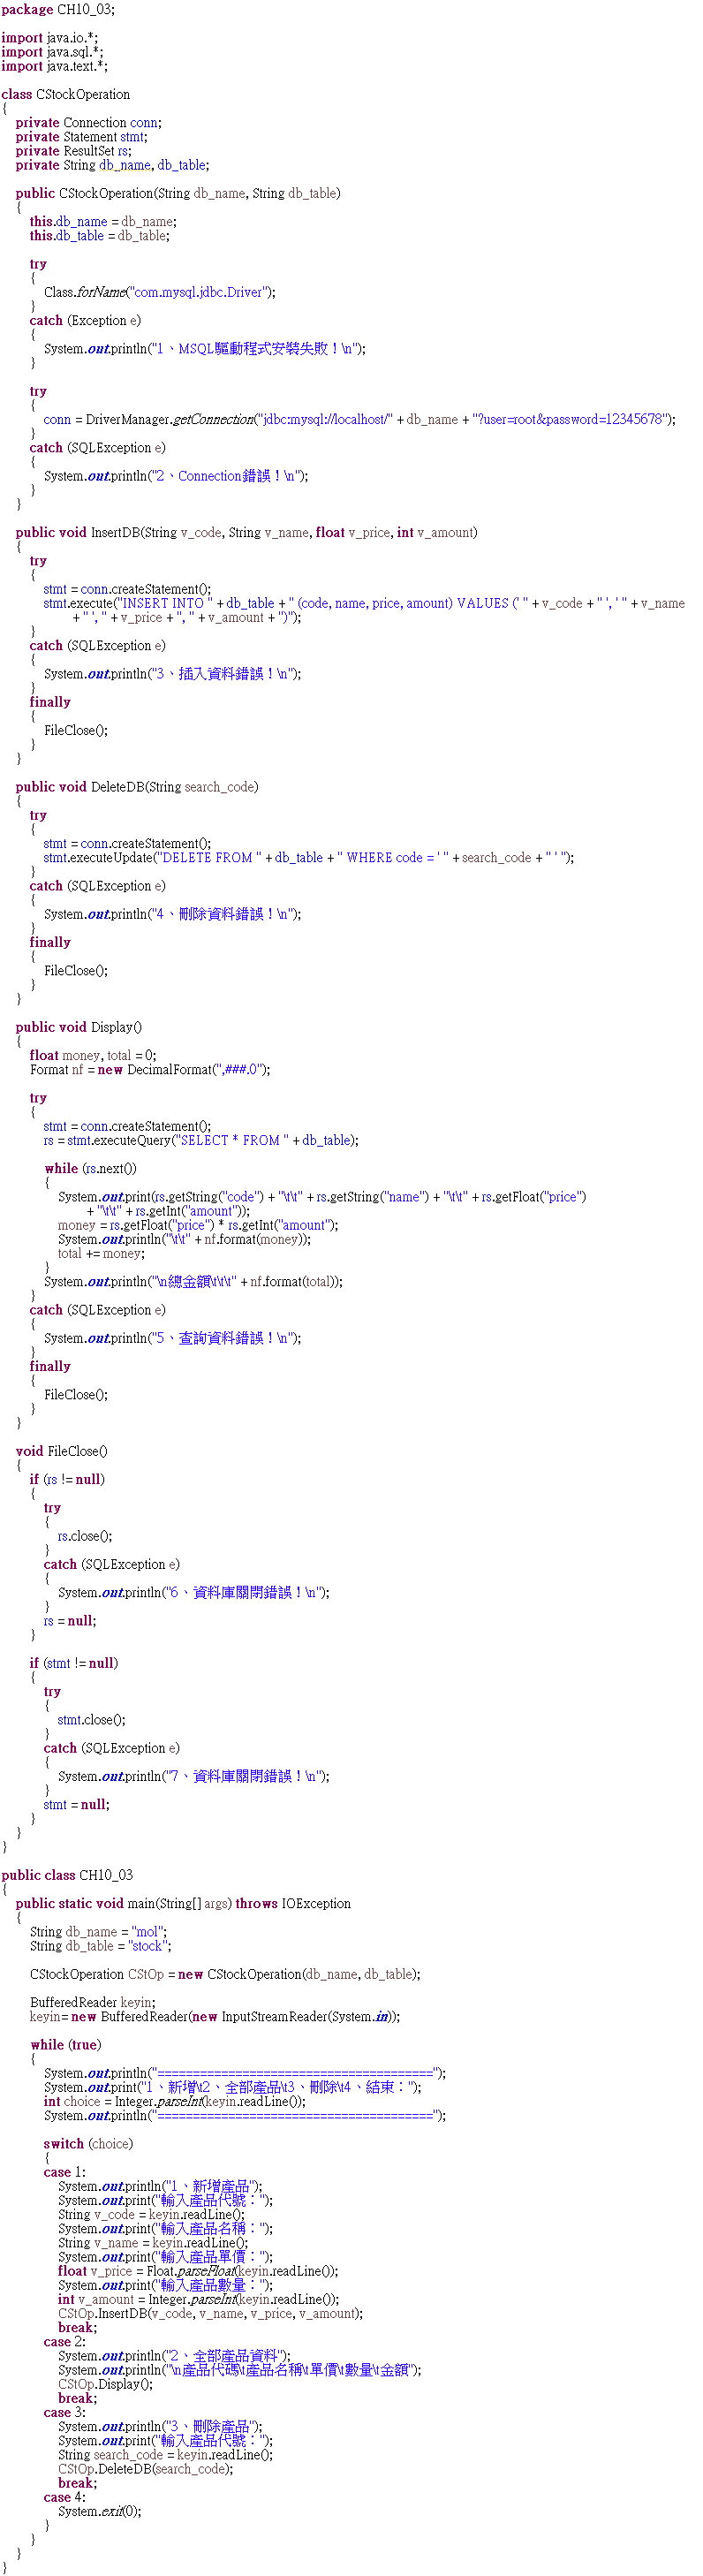 package CH10_03;
import java.io.*;
import java.sql.*;
import java.text.*;
class CStockOperation
{
private Connection conn;
private Statement stmt;
private ResultSet rs;
private String db_name, db_table;
public CStockOperation(String db_name, String db_table)
{
this.db_name = db_name;
this.db_table = db_table;
try
{
Class.forName("com.mysql.jdbc.Driver");
}
catch (Exception e)
{
System.out.println("1、MSQL驅動程式安裝失敗！\n");
}
try
{
conn = DriverManager.getConnection("jdbc:mysql://localhost/" + db_name + "?user=root&password=12345678");
}
catch (SQLException e)
{
System.out.println("2、Connection錯誤！\n");
}
}
public void InsertDB(String v_code, String v_name, float v_price, int v_amount)
{
try
{
stmt = conn.createStatement();
stmt.execute("INSERT INTO " + db_table + " (code, name, price, amount) VALUES (' " + v_code + " ', ' " + v_name
+ " ', " + v_price + ", " + v_amount + ")");
}
catch (SQLException e)
{
System.out.println("3、插入資料錯誤！\n");
}
finally
{
FileClose();
}
}
public void DeleteDB(String search_code)
{
try
{
stmt = conn.createStatement();
stmt.executeUpdate("DELETE FROM " + db_table + " WHERE code = ' " + search_code + " ' ");
}
catch (SQLException e)
{
System.out.println("4、刪除資料錯誤！\n");
}
finally
{
FileClose();
}
}
public void Display()
{
float money, total = 0;
Format nf = new DecimalFormat(",###.0");
try
{
stmt = conn.createStatement();
rs = stmt.executeQuery("SELECT * FROM " + db_table);
while (rs.next())
{
System.out.print(rs.getString("code") + "\t\t" + rs.getString("name") + "\t\t" + rs.getFloat("price")
+ "\t\t" + rs.getInt("amount"));
money = rs.getFloat("price") * rs.getInt("amount");
System.out.println("\t\t" + nf.format(money));
total += money;
}
System.out.println("\n總金額\t\t\t" + nf.format(total));
}
catch (SQLException e)
{
System.out.println("5、查詢資料錯誤！\n");
}
finally
{
FileClose();
}
}
void FileClose()
{
if (rs != null)
{
try
{
rs.close();
}
catch (SQLException e)
{
System.out.println("6、資料庫關閉錯誤！\n");
}
rs = null;
}
if (stmt != null)
{
try
{
stmt.close();
}
catch (SQLException e)
{
System.out.println("7、資料庫關閉錯誤！\n");
}
stmt = null;
}
}
}
public class CH10_03
{
public static void main(String[] args) throws IOException
{
String db_name = "mol";
String db_table = "stock";
CStockOperation CStOp = new CStockOperation(db_name, db_table);
BufferedReader keyin;
keyin= new BufferedReader(new InputStreamReader(System.in));
while (true)
{
System.out.println("=======================================");
System.out.print("1、新增\t2、全部產品\t3、刪除\t4、結束：");
int choice = Integer.parseInt(keyin.readLine());
System.out.println("=======================================");
switch (choice)
{
case 1:
System.out.println("1、新增產品");
System.out.print("輸入產品代號：");
String v_code = keyin.readLine();
System.out.print("輸入產品名稱：");
String v_name = keyin.readLine();
System.out.print("輸入產品單價：");
float v_price = Float.parseFloat(keyin.readLine());
System.out.print("輸入產品數量：");
int v_amount = Integer.parseInt(keyin.readLine());
CStOp.InsertDB(v_code, v_name, v_price, v_amount);
break;
case 2:
System.out.println("2、全部產品資料");
System.out.println("\n產品代碼\t產品名稱\t單價\t數量\t金額");
CStOp.Display();
break;
case 3:
System.out.println("3、刪除產品");
System.out.print("輸入產品代號：");
String search_code = keyin.readLine();
CStOp.DeleteDB(search_code);
break;
case 4:
System.exit(0);
}
}
}
}